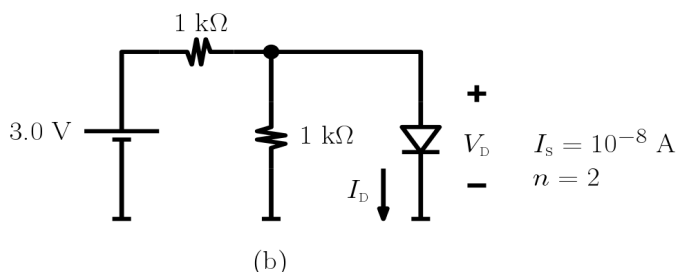 1 kΩ
3.0 V
1 kΩ
+
V_D
−
I_D
I_S = 10^{−8} A
n = 2
(b)